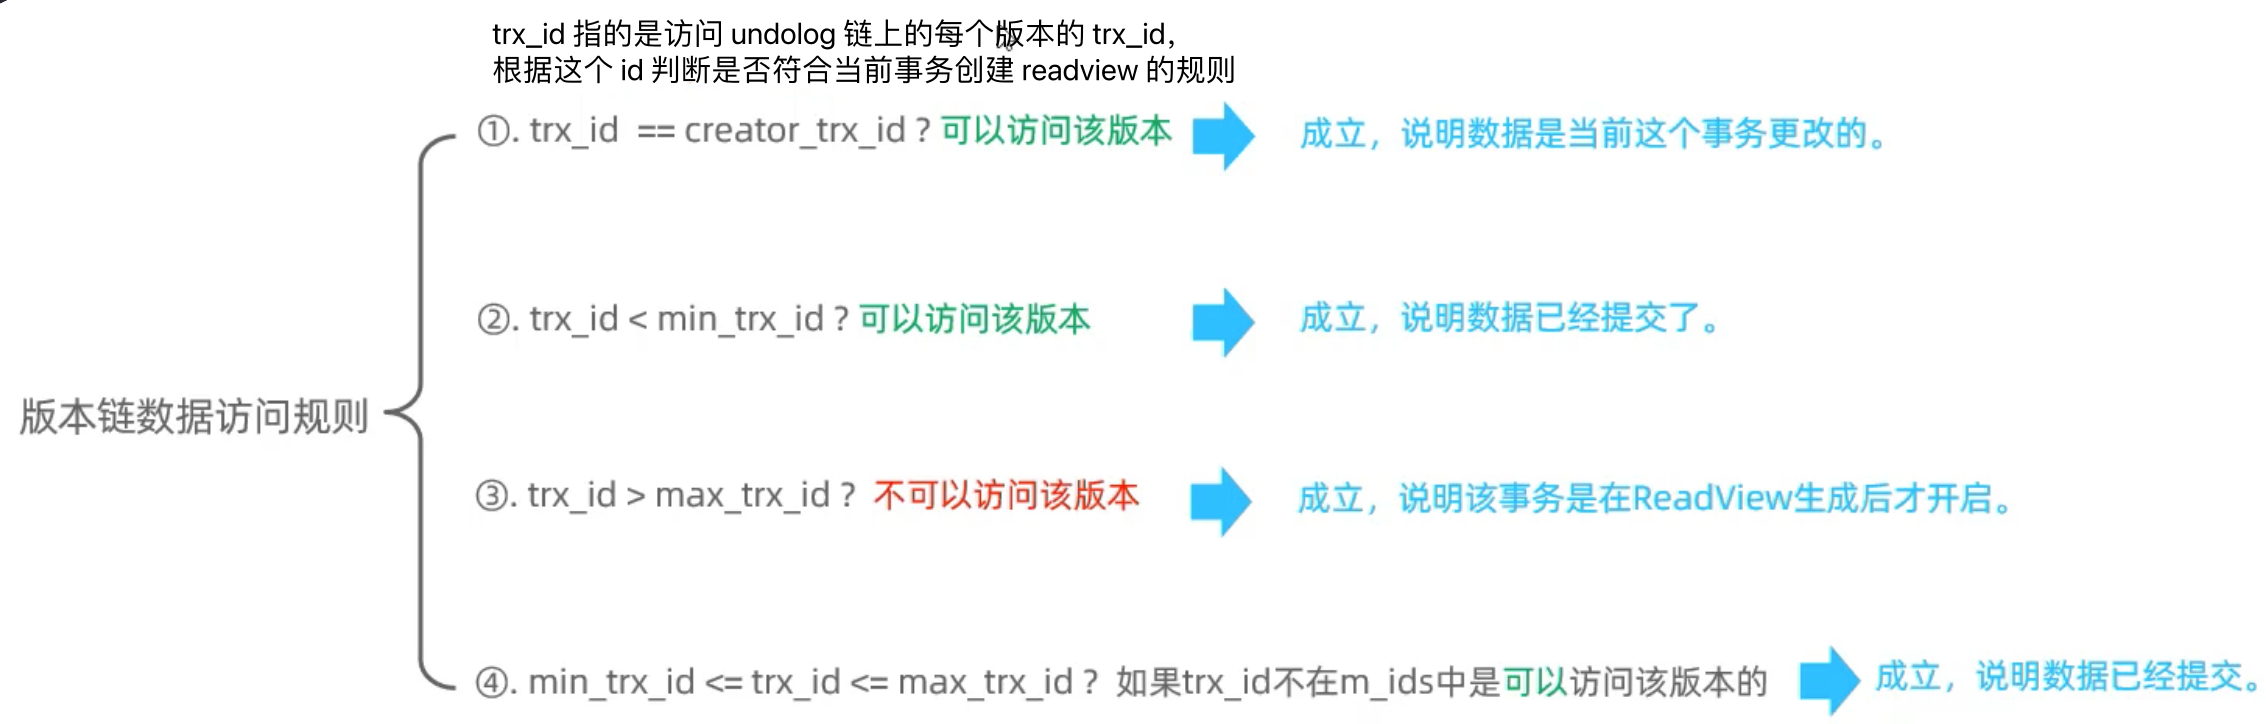 trx_id 指的是访问 undolog 链上的每个版本的 trx_id，
根据这个 id 判断是否符合当前事务创建 readview 的规则
①. trx_id == creator_trx_id ? 可以访问该版本 成立，说明数据是当前这个事务更改的。
②. trx_id < min_trx_id ? 可以访问该版本 成立，说明数据已经提交了。
版本链数据访问规则
③. trx_id > max_trx_id ? 不可以访问该版本 成立，说明该事务是在ReadView生成后才开启。
④. min_trx_id <= trx_id <= max_trx_id ? 如果trx_id不在m_ids中是可以访问该版本的 成立，说明数据已经提交。